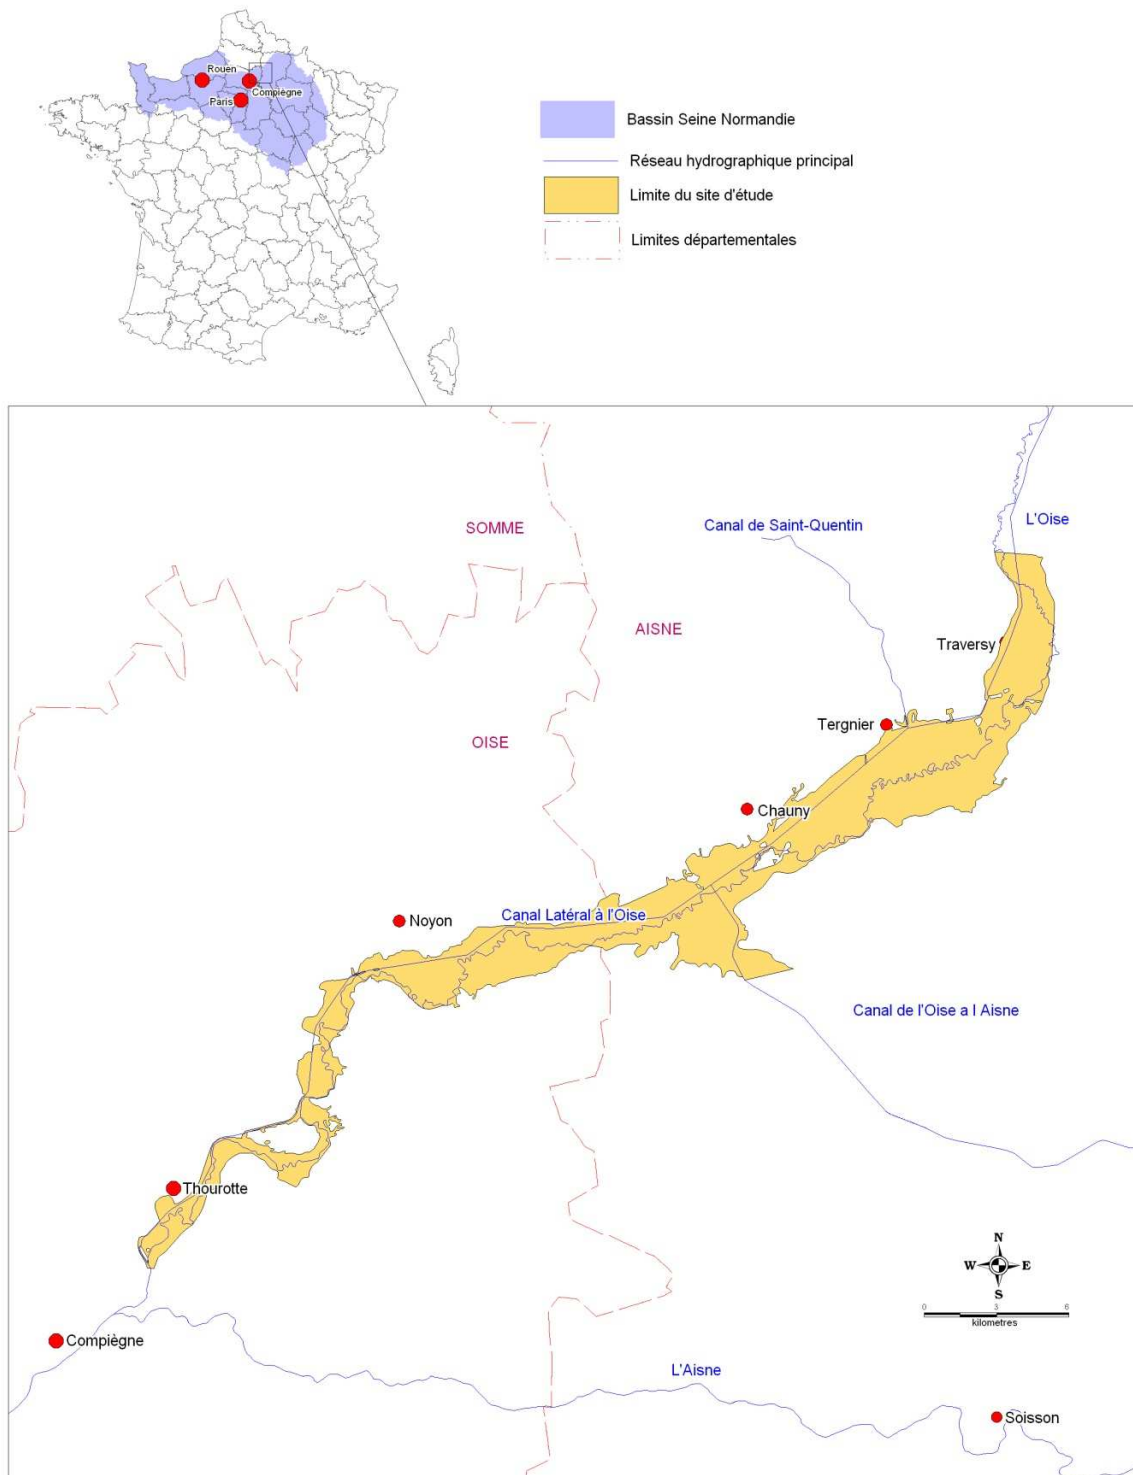 Rouen
Compiègne
Paris
Bassin Seine Normandie
Réseau hydrographique principal
Limite du site d'étude
Limites départementales
SOMME
Canal de Saint-Quentin
L'Oise
AISNE
Traversy
Tergnier
OISE
Chauny
Noyon
Canal Latéral à l'Oise
Canal de l'Oise a l Aisne
Thourotte
N
W
E
S
0
3
6
kilometres
Compiègne
L'Aisne
Soisson